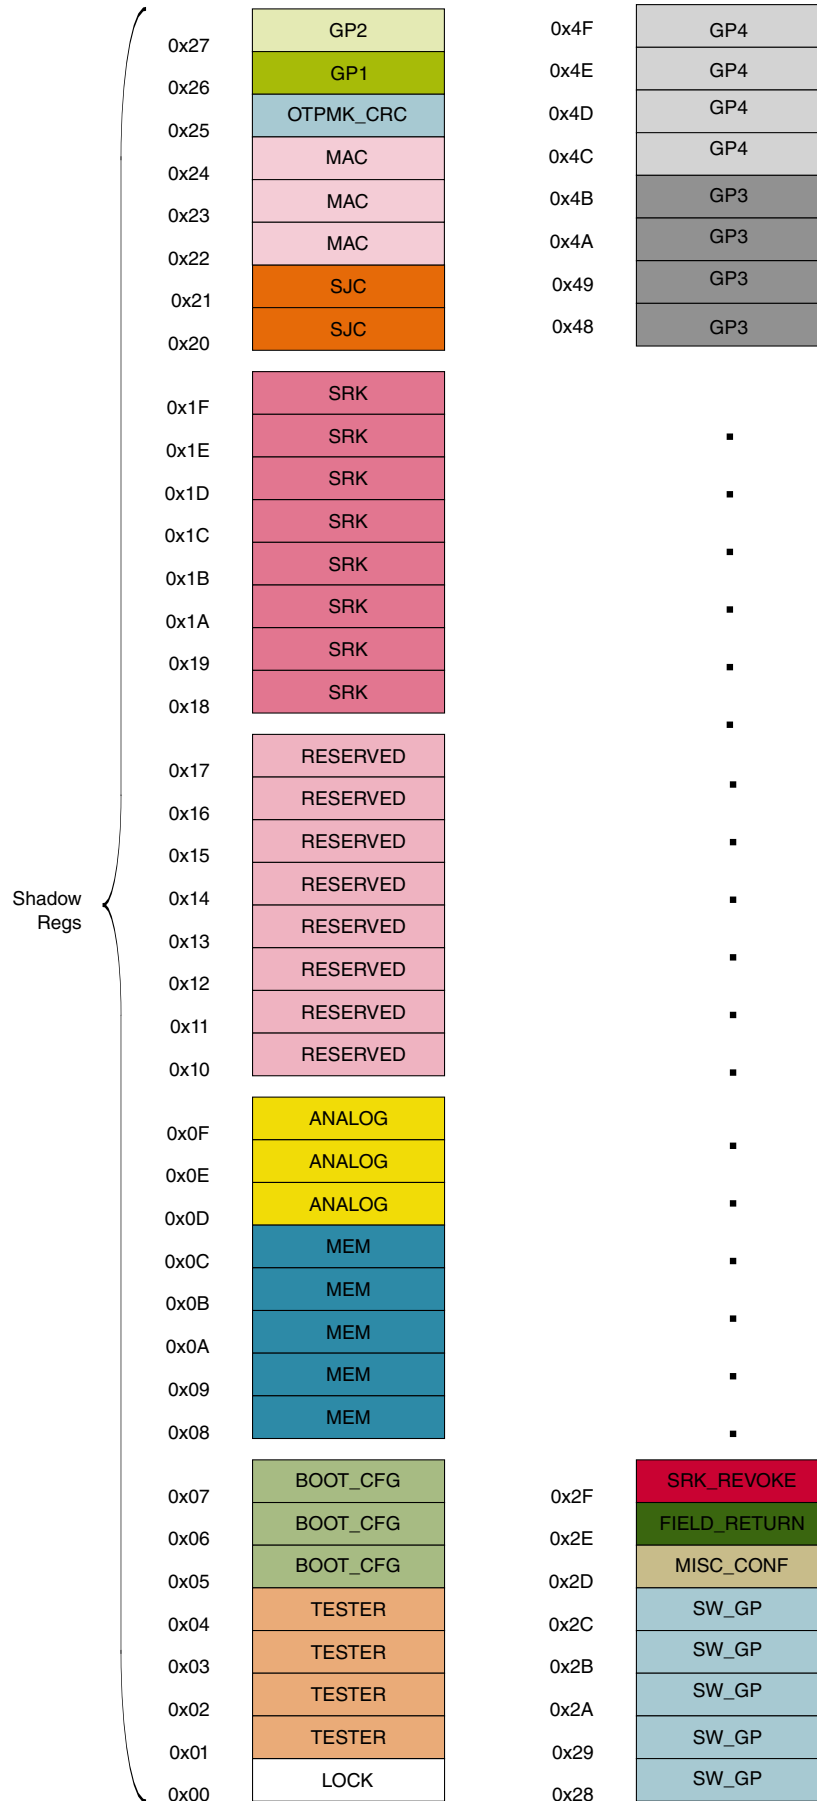 GP2
0x27
GP1
0x26
OTPMK_CRC
0x25
MAC
0x24
MAC
0x23
MAC
0x22
SJC
0x21
SJC
0x20
SRK
0x1F
SRK
0x1E
SRK
0x1D
SRK
0x1C
SRK
0x1B
SRK
0x1A
SRK
0x19
SRK
0x18
RESERVED
0x17
RESERVED
0x16
RESERVED
0x15
RESERVED
0x14
RESERVED
0x13
RESERVED
0x12
RESERVED
0x11
RESERVED
0x10
Shadow
Regs
ANALOG
0x0F
ANALOG
0x0E
ANALOG
0x0D
MEM
0x0C
MEM
0x0B
MEM
0x0A
MEM
0x09
MEM
0x08
BOOT_CFG
0x07
BOOT_CFG
0x06
BOOT_CFG
0x05
TESTER
0x04
TESTER
0x03
TESTER
0x02
TESTER
0x01
LOCK
0x00
0x4F GP4
0x4E GP4
0x4D GP4
0x4C GP4
0x4B GP3
0x4A GP3
0x49 GP3
0x48 GP3
SRK_REVOKE
0x2F
FIELD_RETURN
0x2E
MISC_CONF
0x2D
SW_GP
0x2C
SW_GP
0x2B
SW_GP
0x2A
SW_GP
0x29
SW_GP
0x28